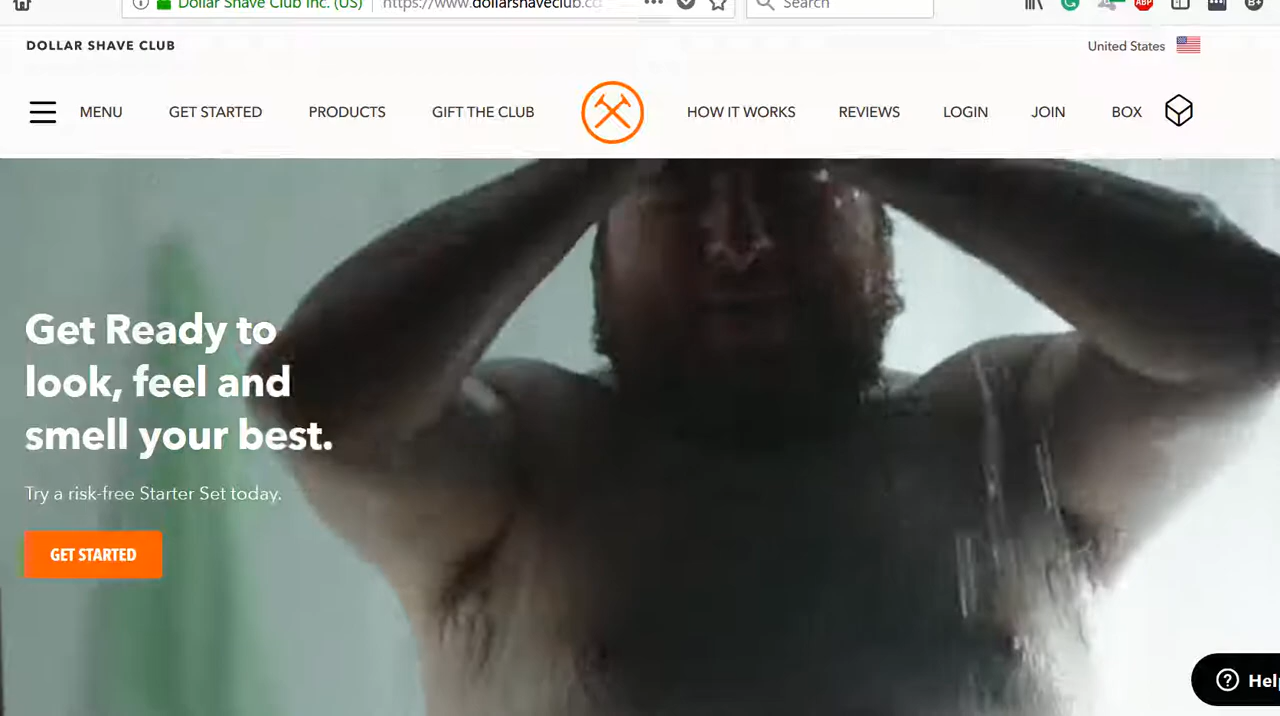 Dollar Shave Club Inc. (US) https://www.dollarshaveclub.co
Search
ABP
B+
DOLLAR SHAVE CLUB
United States
MENU GET STARTED PRODUCTS GIFT THE CLUB HOW IT WORKS REVIEWS LOGIN JOIN BOX
Get Ready to
look, feel and
smell your best.
Try a risk-free Starter Set today.
GET STARTED
Hel